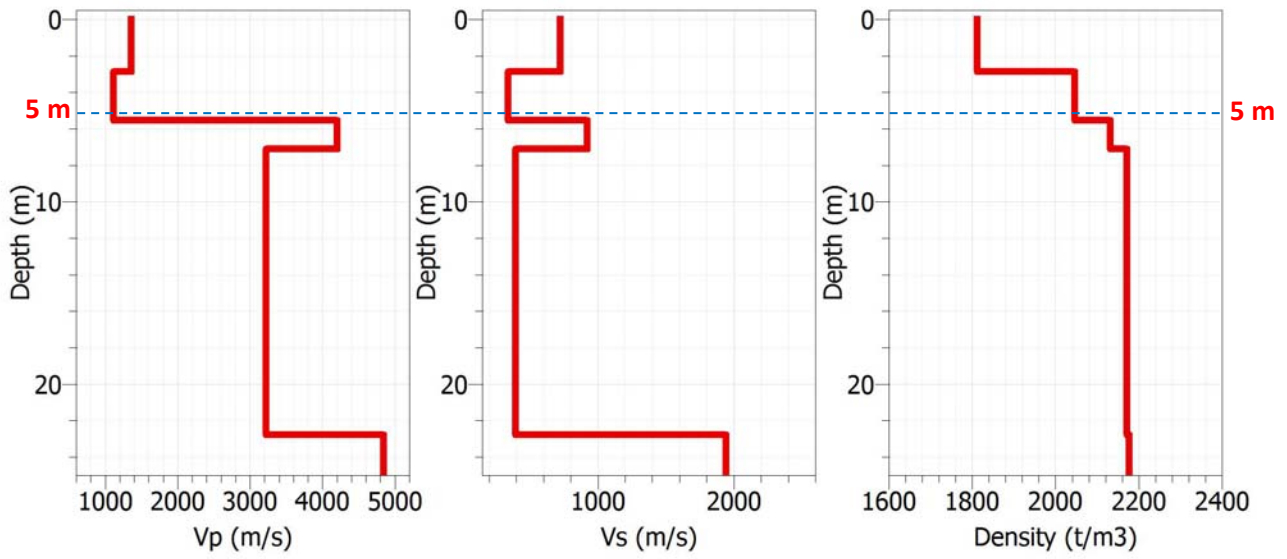 0 0 0
5 m 5 m
10 10 10
20 20 20
Depth (m) Depth (m) Depth (m)
1000 2000 3000 4000 5000 1000 2000 1600 1800 2000 2200 2400
Vp (m/s) Vs (m/s) Density (t/m3)